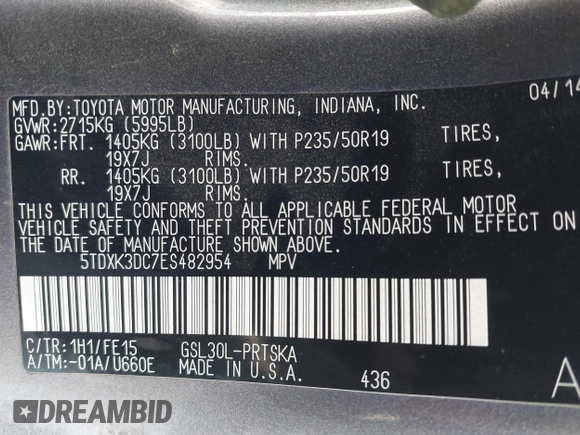 MFD.BY:TOYOTA MOTOR MANUFACTURING, INDIANA, INC. 04/14
GVWR:2715KG (5995LB)
GAWR:FRT. 1405KG (3100LB) WITH P235/50R19 TIRES,
19X7J RIMS.
RR. 1405KG (3100LB) WITH P235/50R19 TIRES,
19X7J RIMS.
THIS VEHICLE CONFORMS TO ALL APPLICABLE FEDERAL MOTOR
VEHICLE SAFETY AND THEFT PREVENTION STANDARDS IN EFFECT ON
THE DATE OF MANUFACTURE SHOWN ABOVE.
5TDXK3DC7ES482954 MPV
C/TR:1H1/FE15 GSL30L-PRTSKA
A/TM:-01A/U660E MADE IN U.S.A. 436 A
DREAMBID
DREAMBID.COM